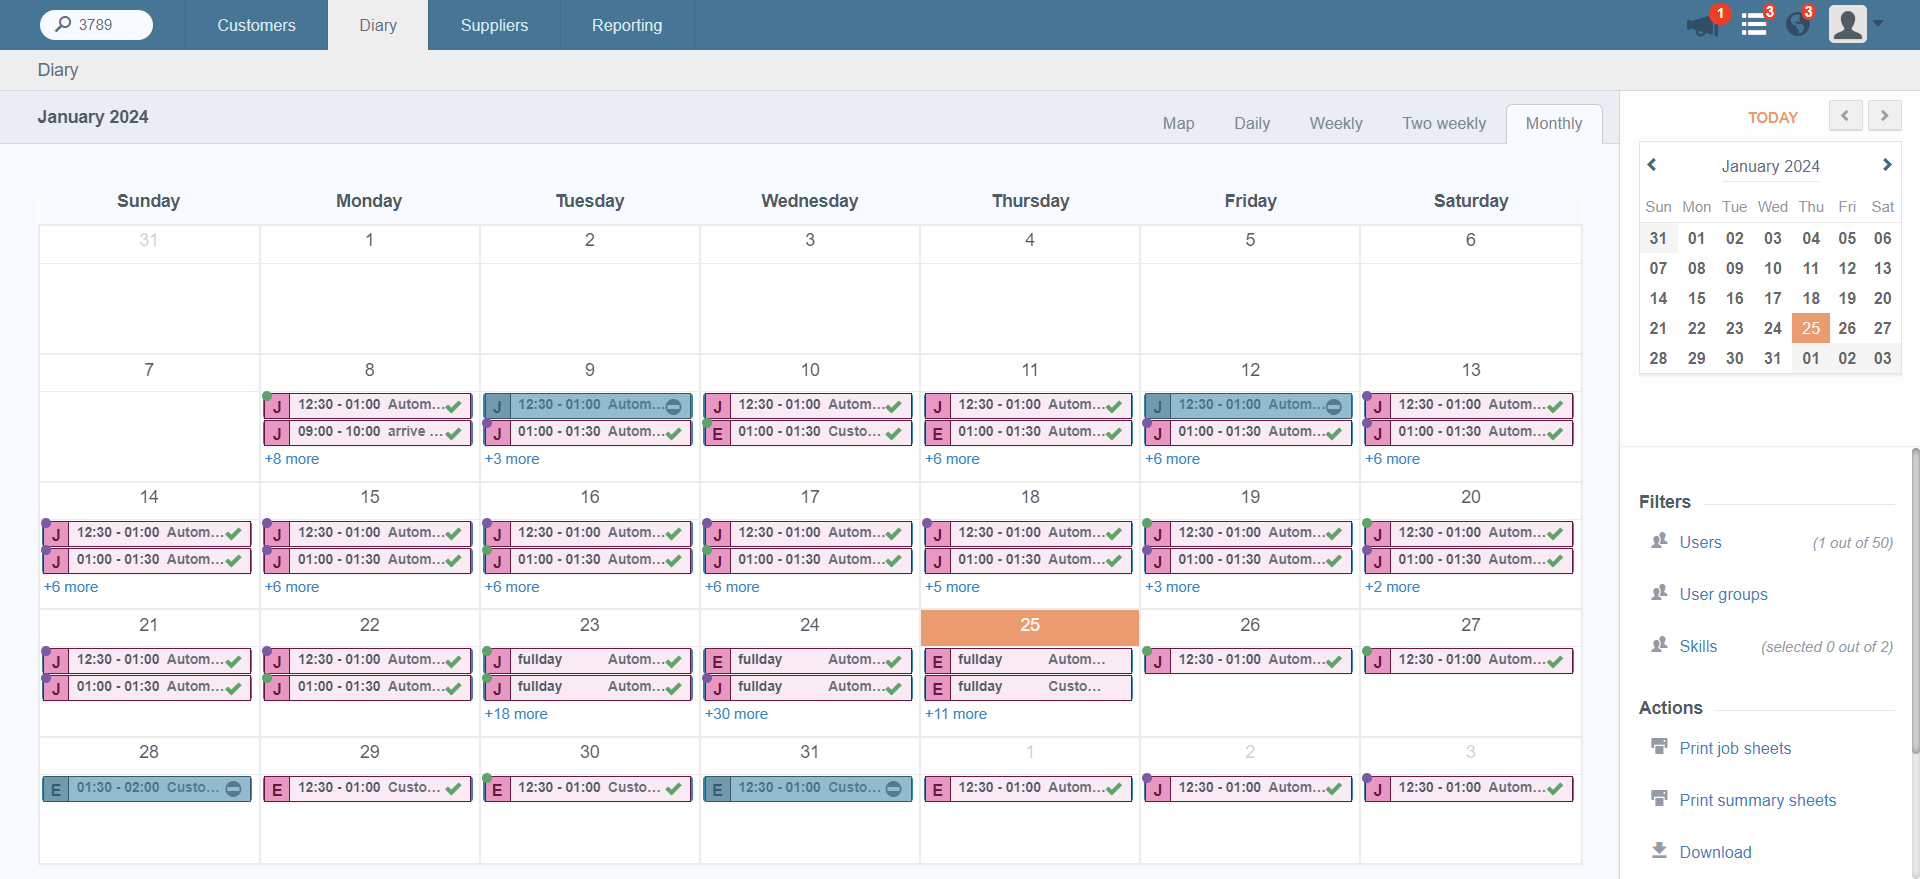 3789 Customers Diary Suppliers Reporting 1 3 3
Diary
January 2024 Map Daily Weekly Two weekly Monthly
Sunday Monday Tuesday Wednesday Thursday Friday Saturday
31 1 2 3 4 5 6
7 8 9 10 11 12 13
J 12:30 - 01:00 Autom... J 12:30 - 01:00 Autom... J 12:30 - 01:00 Autom... J 12:30 - 01:00 Autom... J 12:30 - 01:00 Autom... J 12:30 - 01:00 Autom...
J 09:00 - 10:00 arrive ... J 01:00 - 01:30 Autom... E 01:00 - 01:30 Custo... E 01:00 - 01:30 Autom... J 01:00 - 01:30 Autom... J 01:00 - 01:30 Autom...
+8 more +3 more +6 more +6 more +6 more
14 15 16 17 18 19 20
J 12:30 - 01:00 Autom... J 12:30 - 01:00 Autom... J 12:30 - 01:00 Autom... J 12:30 - 01:00 Autom... J 12:30 - 01:00 Autom... J 12:30 - 01:00 Autom... J 12:30 - 01:00 Autom...
J 01:00 - 01:30 Autom... J 01:00 - 01:30 Autom... J 01:00 - 01:30 Autom... J 01:00 - 01:30 Autom... J 01:00 - 01:30 Autom... J 01:00 - 01:30 Autom... J 01:00 - 01:30 Autom...
+6 more +6 more +6 more +6 more +5 more +3 more +2 more
21 22 23 24 25 26 27
J 12:30 - 01:00 Autom... J 12:30 - 01:00 Autom... J fullday Autom... E fullday Autom... E fullday Autom... J 12:30 - 01:00 Autom... J 12:30 - 01:00 Autom...
J 01:00 - 01:30 Autom... J 01:00 - 01:30 Autom... J fullday Autom... J fullday Autom... E fullday Custo...
+18 more +30 more +11 more
28 29 30 31 1 2 3
E 01:30 - 02:00 Custo... E 12:30 - 01:00 Custo... E 12:30 - 01:00 Custo... E 12:30 - 01:00 Custo... E 12:30 - 01:00 Autom... J 12:30 - 01:00 Autom... J 12:30 - 01:00 Autom...
TODAY
January 2024
Sun Mon Tue Wed Thu Fri Sat
31 01 02 03 04 05 06
07 08 09 10 11 12 13
14 15 16 17 18 19 20
21 22 23 24 25 26 27
28 29 30 31 01 02 03
Filters
Users (1 out of 50)
User groups
Skills (selected 0 out of 2)
Actions
Print job sheets
Print summary sheets
Download